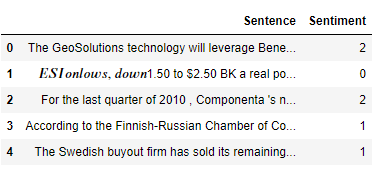 Sentence Sentiment
0 The GeoSolutions technology will leverage Bene... 2
1 ESIonlows, down1.50 to $2.50 BK a real po... 0
2 For the last quarter of 2010 , Componenta 's n... 2
3 According to the Finnish-Russian Chamber of Co... 1
4 The Swedish buyout firm has sold its remaining... 1